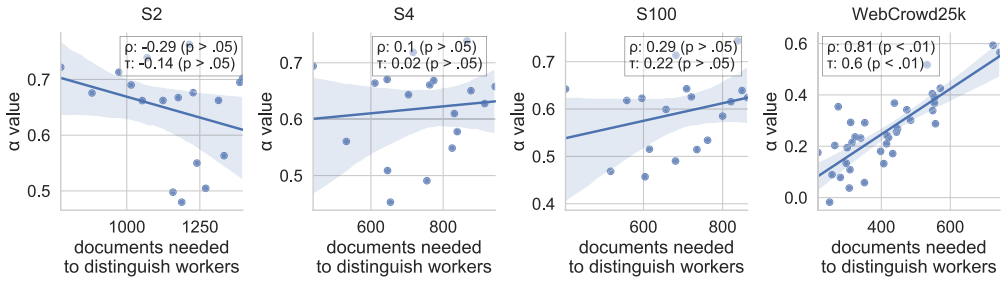 S2
S4
S100
WebCrowd25k
ρ: -0.29 (p > .05)
τ: -0.14 (p > .05)
ρ: 0.1 (p > .05)
τ: 0.02 (p > .05)
ρ: 0.29 (p > .05)
τ: 0.22 (p > .05)
ρ: 0.81 (p < .01)
τ: 0.6 (p < .01)
α value
0.7
0.6
0.5
1000
1250
documents needed
to distinguish workers
α value
0.7
0.6
0.5
600
800
documents needed
to distinguish workers
α value
0.7
0.6
0.5
0.4
600
800
documents needed
to distinguish workers
α value
0.6
0.4
0.2
0.0
400
600
documents needed
to distinguish workers